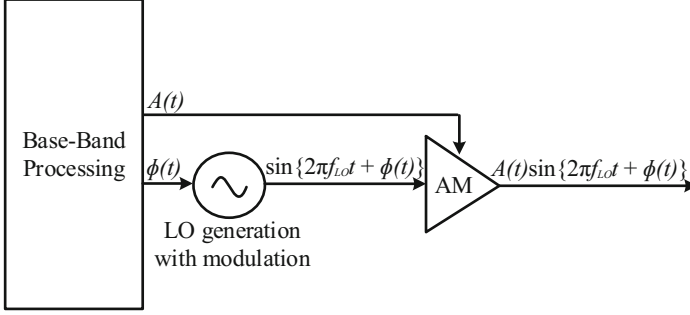 A(t)
Base-Band
Processing
ϕ(t)
sin{2πf_LO t + ϕ(t)}
AM
A(t)sin{2πf_LO t + ϕ(t)}
LO generation
with modulation